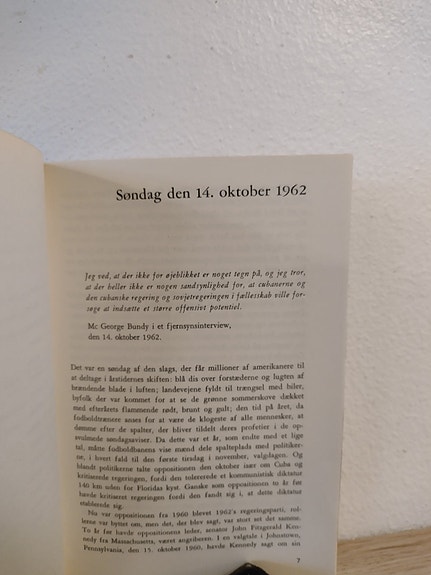 Søndag den 14. oktober 1962
Jeg ved, at der ikke for øjeblikket er noget tegn på, og jeg tror,
at der heller ikke er nogen sandsynlighed for, at cubanerne og
den cubanske regering og sovjetregeringen i fællesskab ville for-
søge at indsætte et større offensivt potentiel.
Mc George Bundy i et fjernsynsinterview,
den 14. oktober 1962.
Det var en søndag af den slags, der får millioner af amerikanere til
at deltage i årstidernes skiften: blå dis over forstæderne og lugten af
brændende blade i luften; landevejene fyldt til trængsel med biler,
byfolk der var kommet for at se de grønne sommerskove dækket
med efterårets flammende rødt, brunt og gult; den tid på året, da
fodboldtrænere anses for at være de klogeste af alle mennesker, at
dømme efter de spalter, der bliver tildelt deres profetier i de op-
svulmede søndagsaviser. Da dette var et år, som endte med et lige
tal, måtte fodboldbanens vise mænd dele spalteplads med politiker-
ne, i hvert fald til den første tirsdag i november, valgdagen. Og
blandt politikerne talte oppositionen den oktober især om Cuba og
kritiserede regeringen, fordi den tolererede et kommunistisk diktatur
140 km uden for Floridas kyst. Ganske som oppositionen to år før
havde kritiseret regeringen fordi den fandt sig i, at dette diktatur
etablerede sig.
Nu var oppositionen fra 1960 blevet 1962's regeringsparti, rol-
lerne var byttet om, men det, der blev sagt, var stort set det samme.
To år før havde oppositionens leder, senator John Fitzgerald Ken-
nedy fra Massachusetts, været angriberen. I en valgtale i Johnstown,
Pennsylvania, den 15. oktober 1960, havde Kennedy sagt om sin
7